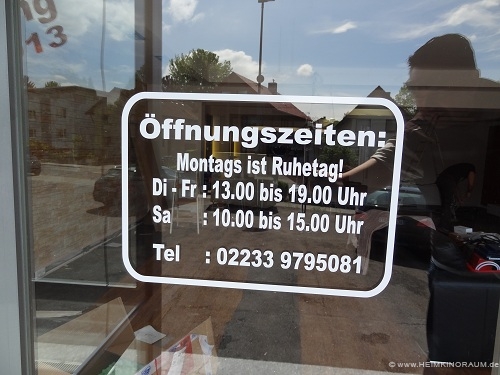 ng
13
Öffnungszeiten:
Montags ist Ruhetag!
Di - Fr : 13.00 bis 19.00 Uhr
Sa : 10.00 bis 15.00 Uhr
Tel : 02233 9795081
© www.HEIMKINORAUM.de